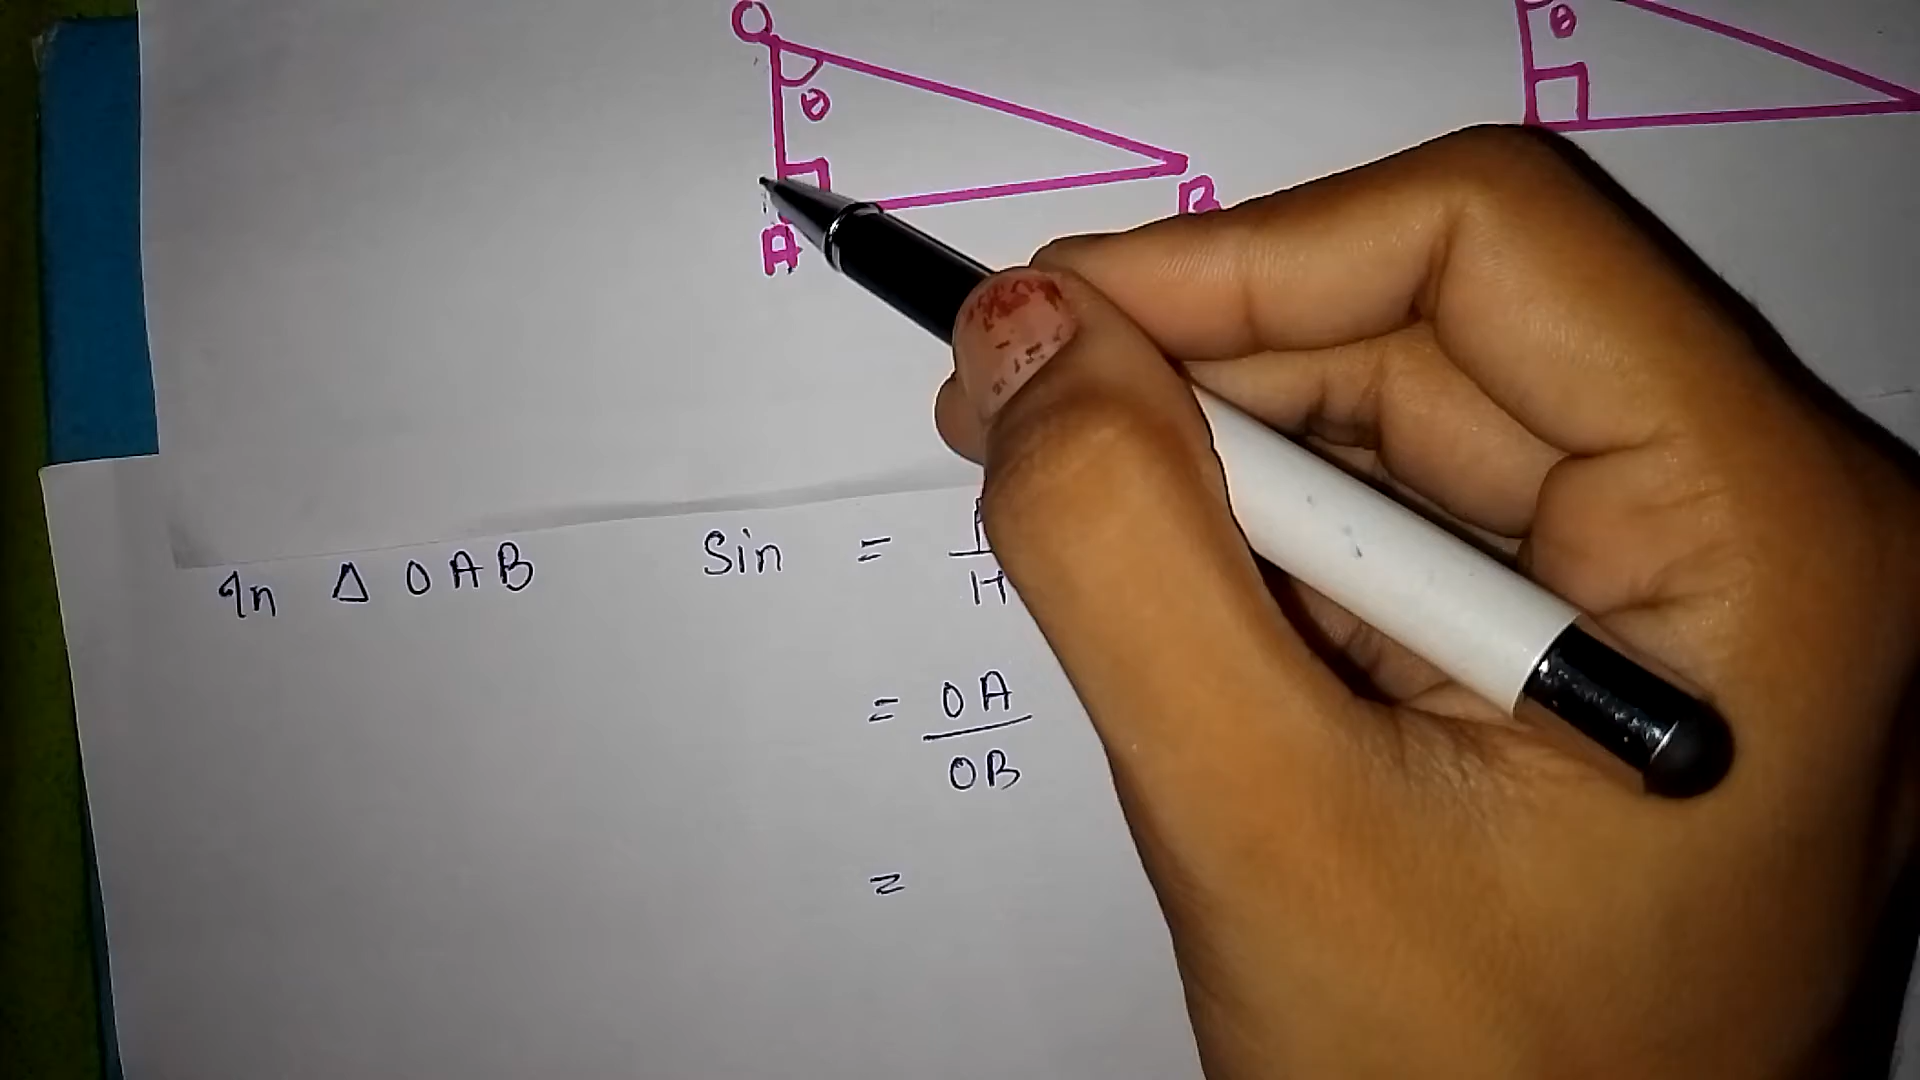 O
θ
θ
A
B
In Δ OAB Sin = P/H
= OA/OB
=